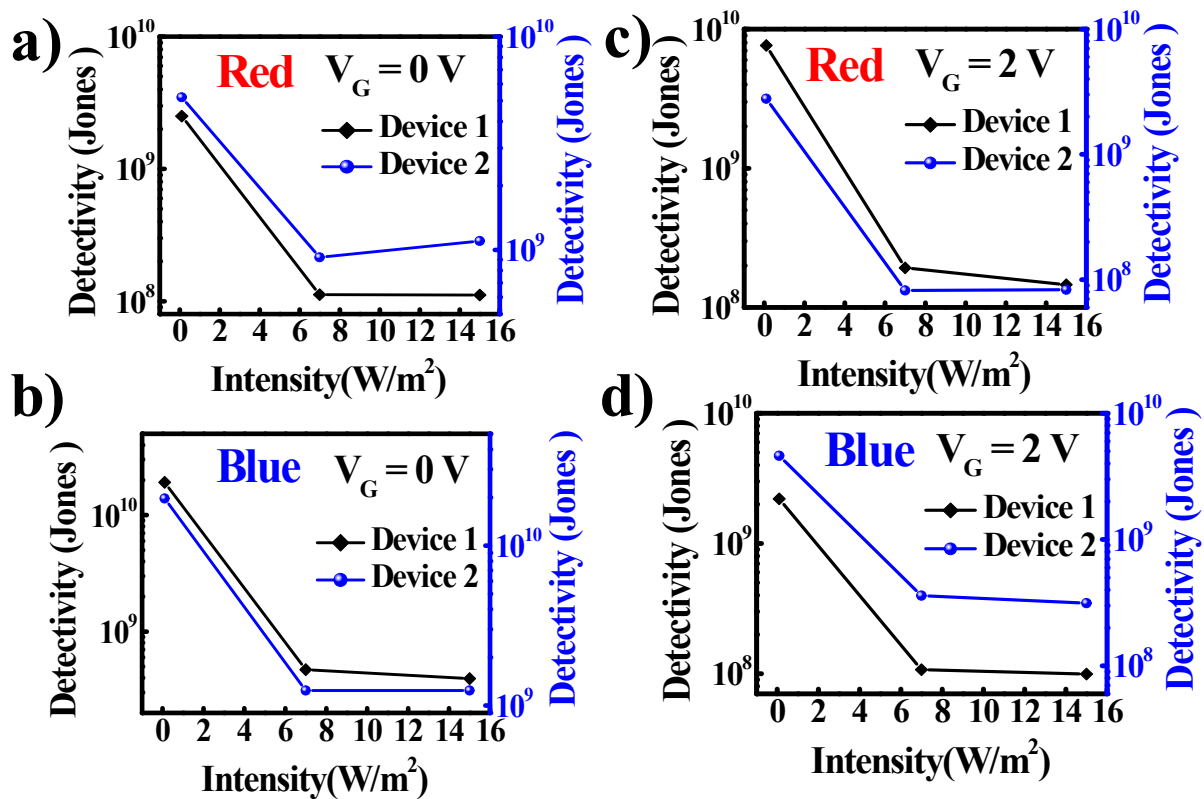 a)
Red V_G = 0 V
Device 1
Device 2
Detectivity (Jones)
10^10
10^9
10^8
Detectivity (Jones)
10^10
10^9
0 2 4 6 8 10 12 14 16
Intensity(W/m^2)
c)
Red V_G = 2 V
Device 1
Device 2
Detectivity (Jones)
10^10
10^9
10^8
Detectivity (Jones)
10^10
10^9
10^8
0 2 4 6 8 10 12 14 16
Intensity(W/m^2)
b)
Blue V_G = 0 V
Device 1
Device 2
Detectivity (Jones)
10^10
10^9
Detectivity (Jones)
10^10
10^9
0 2 4 6 8 10 12 14 16
Intensity(W/m^2)
d)
Blue V_G = 2 V
Device 1
Device 2
Detectivity (Jones)
10^10
10^9
10^8
Detectivity (Jones)
10^10
10^9
10^8
0 2 4 6 8 10 12 14 16
Intensity(W/m^2)